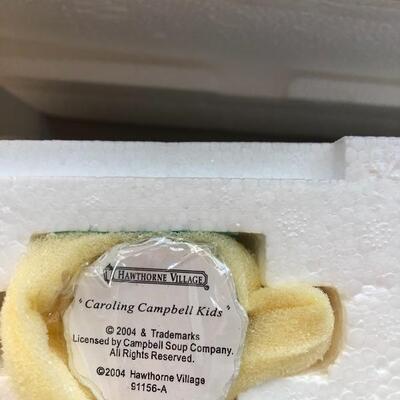 HAWTHORNE VILLAGE
"Caroling Campbell Kids"
© 2004 & Trademarks
Licensed by Campbell Soup Company.
All Rights Reserved.
©2004 Hawthorne Village
91156-A